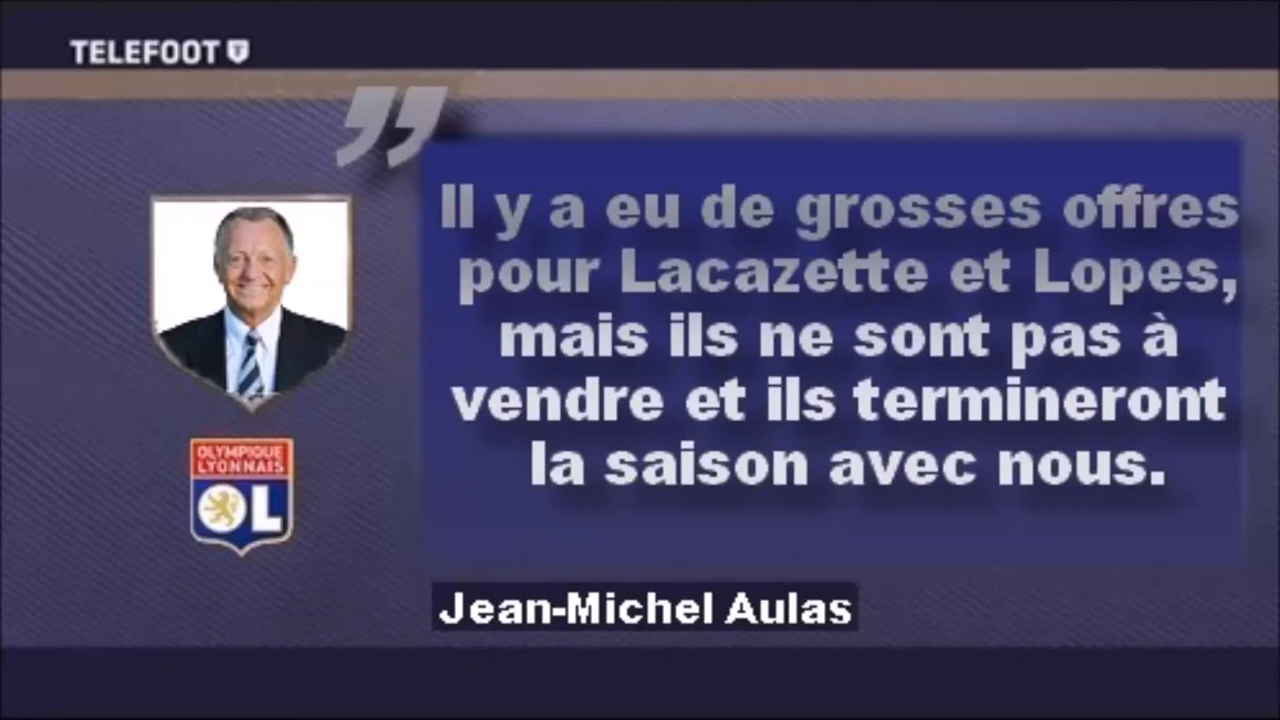 TELEFOOT
”
Il y a eu de grosses offres
pour Lacazette et Lopes,
mais ils ne sont pas à
vendre et ils termineront
la saison avec nous.
OLYMPIQUE
LYONNAIS
OL
Jean-Michel Aulas